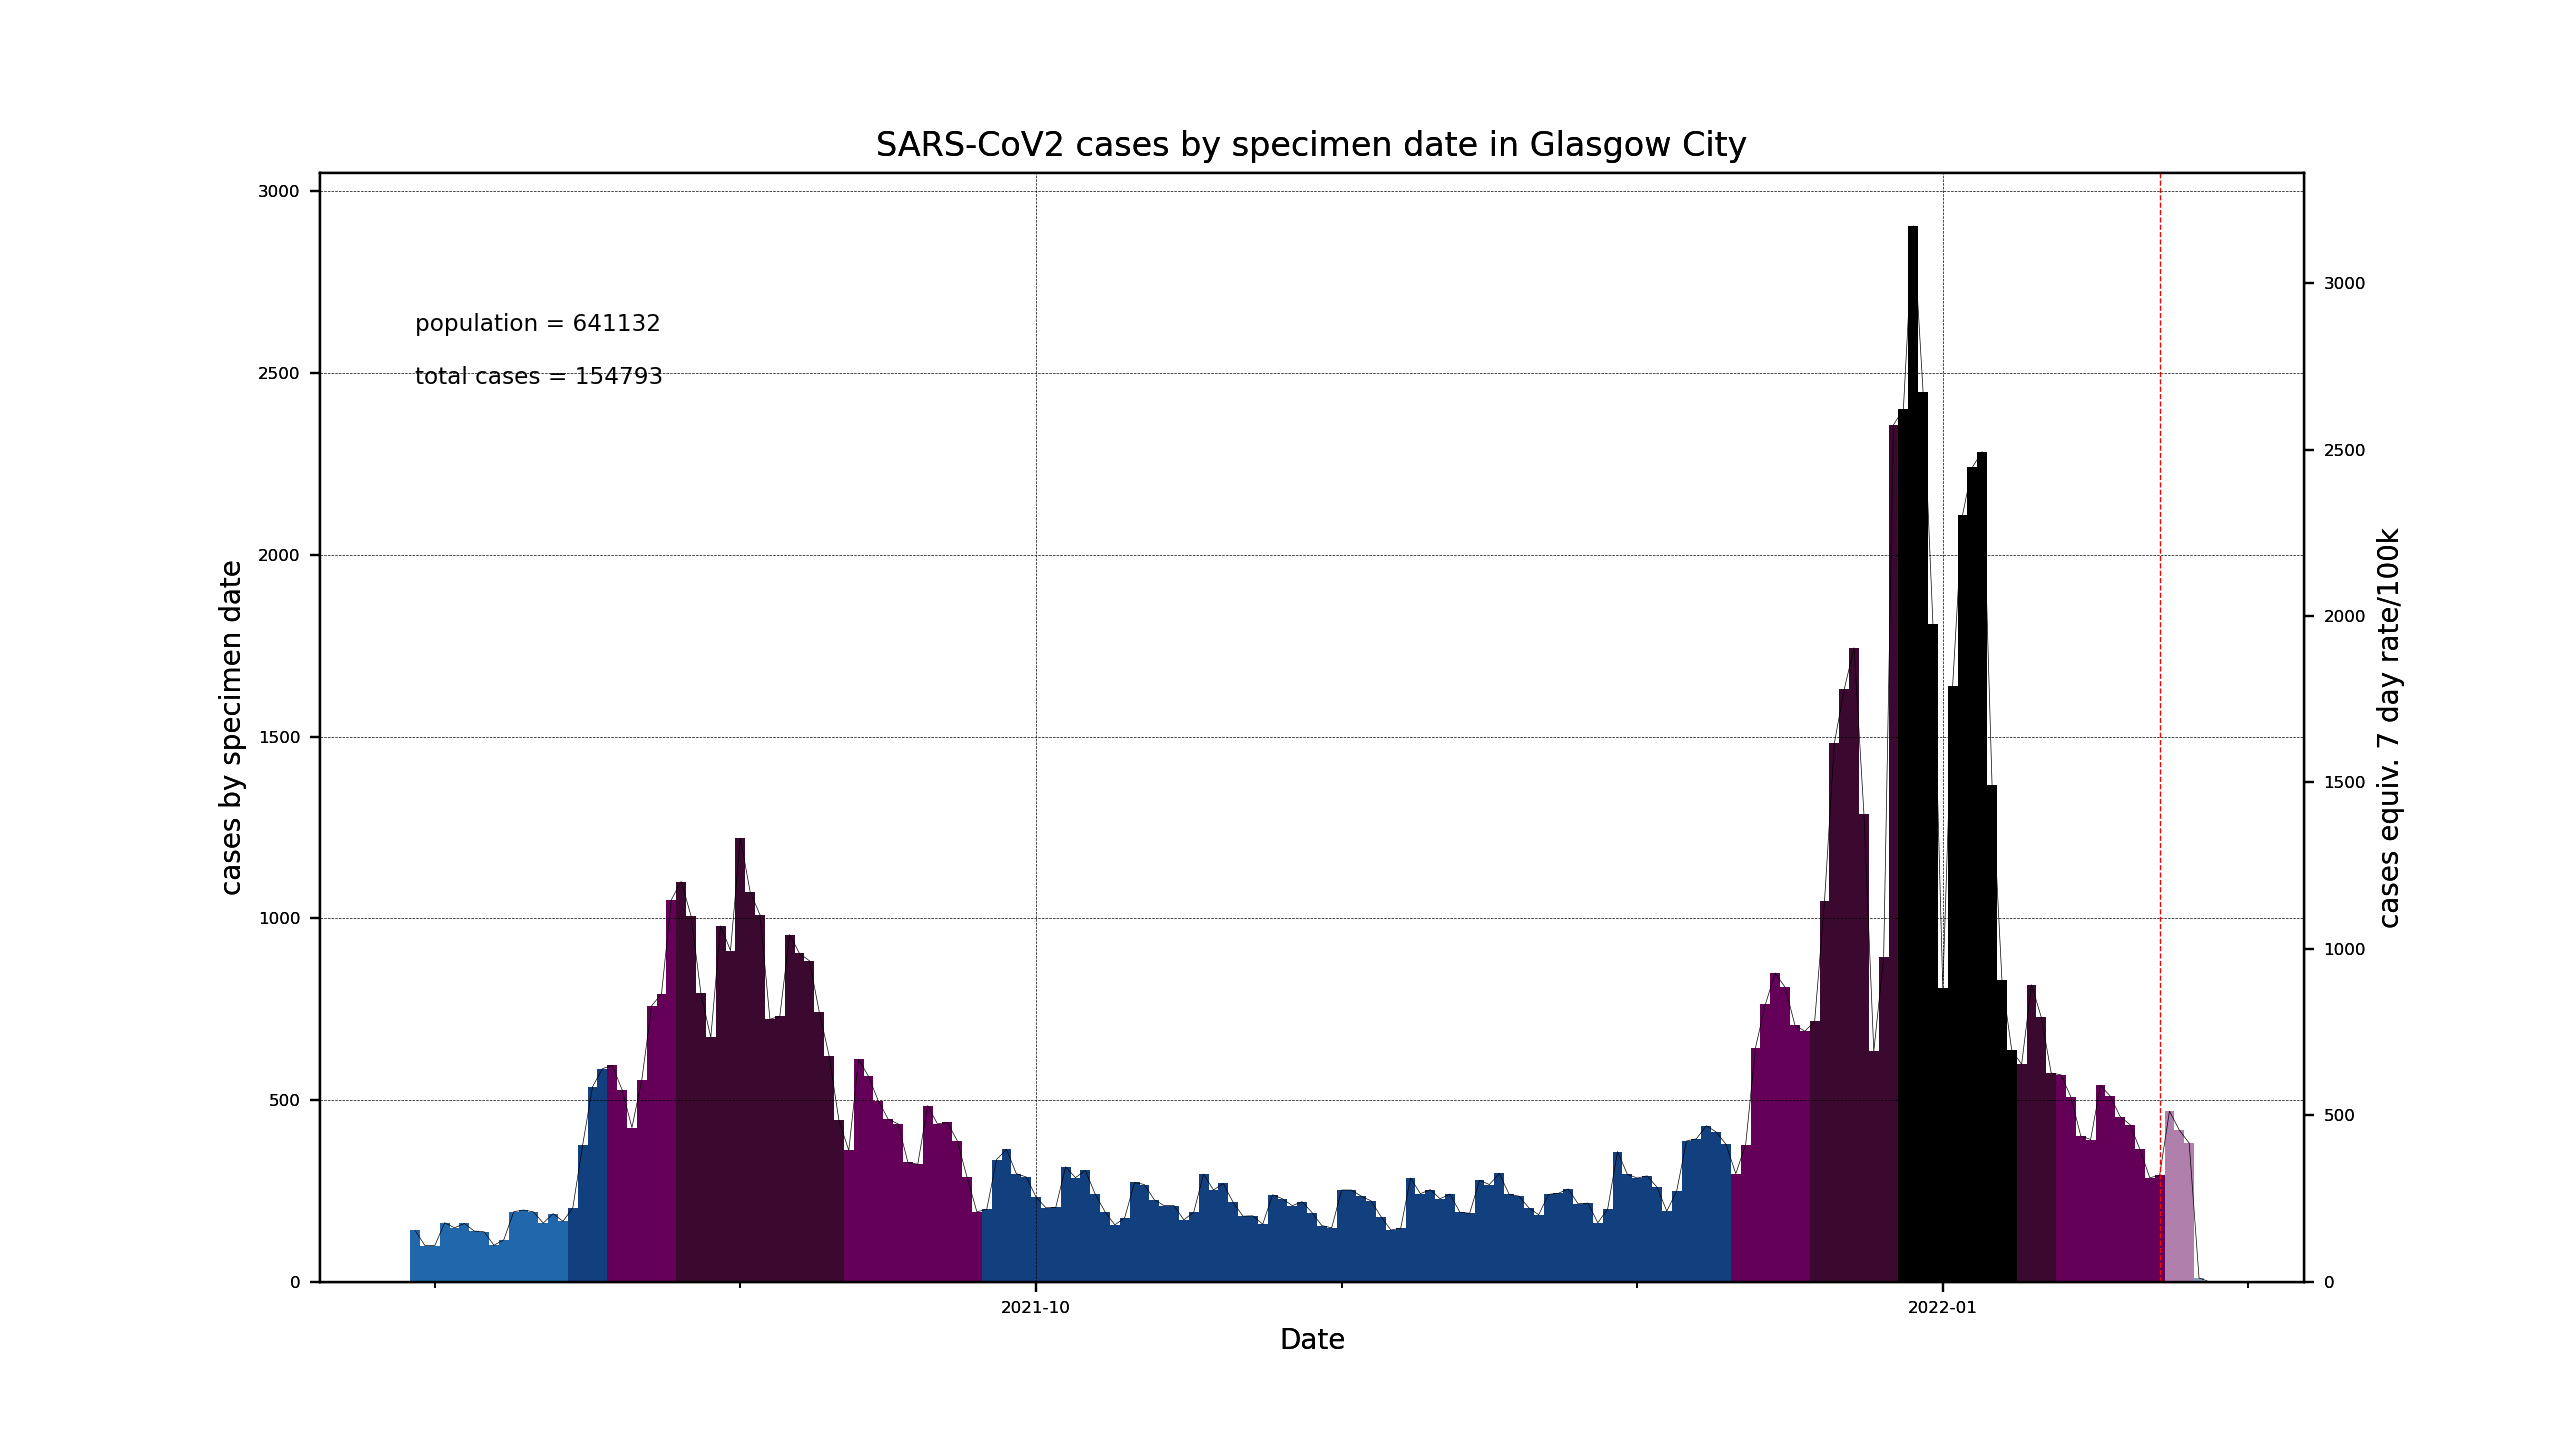 SARS-CoV2 cases by specimen date in Glasgow City
population = 641132
total cases = 154793
cases by specimen date
3000
2500
2000
1500
1000
500
0
3000
2500
2000
1500
1000
500
0
cases equiv. 7 day rate/100k
2021-10
2022-01
Date